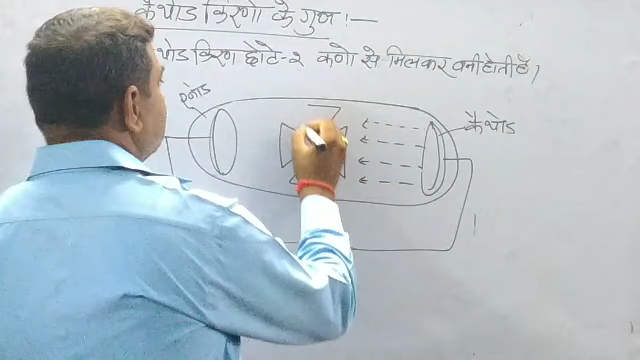 कैथोड किरणो के गुण :—
थोड किरण छोटे-२ कणो से मिलकर बनी होती है,
एनोड
कैथोड